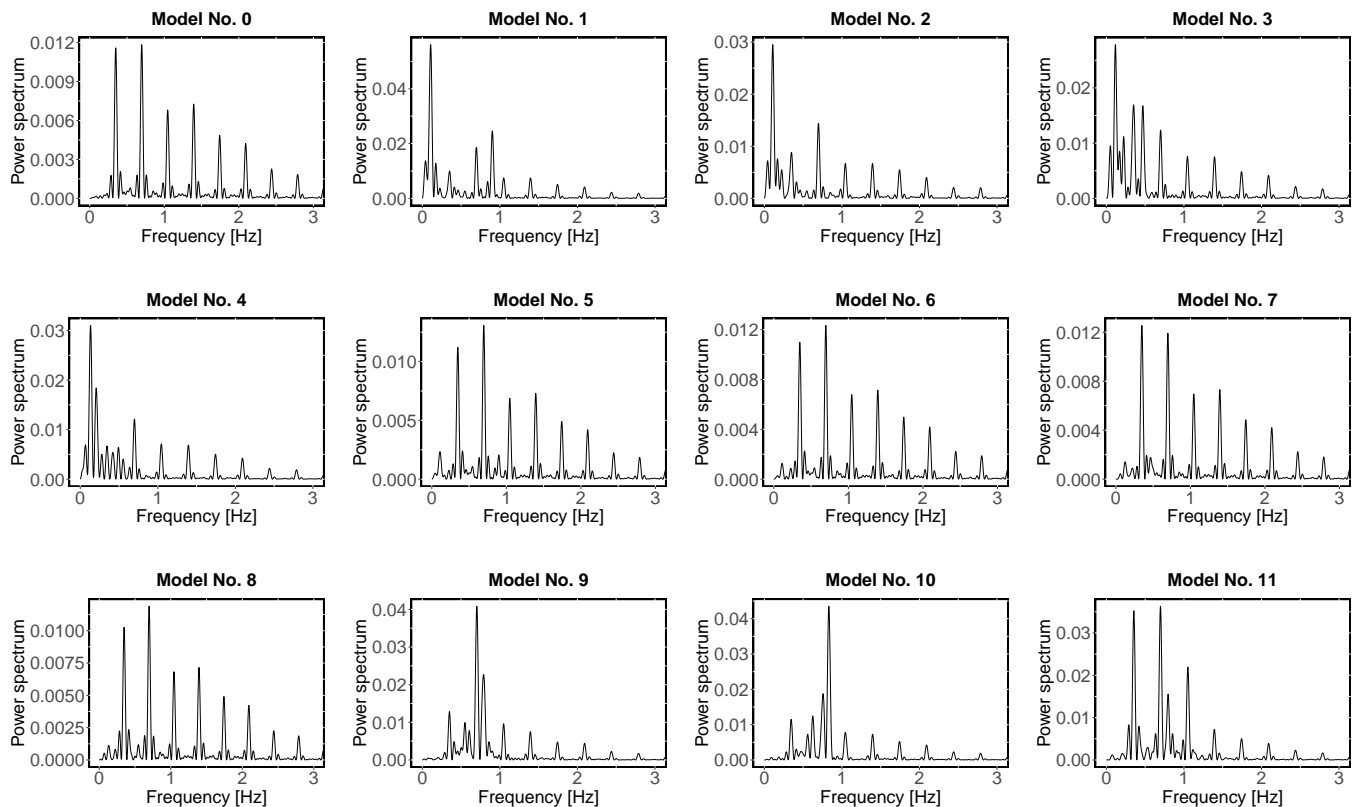 Model No. 0
Power spectrum
0.012
0.009
0.006
0.003
0.000
0 1 2 3
Frequency [Hz]
Model No. 1
Power spectrum
0.04
0.02
0.00
0 1 2 3
Frequency [Hz]
Model No. 2
Power spectrum
0.03
0.02
0.01
0.00
0 1 2 3
Frequency [Hz]
Model No. 3
Power spectrum
0.02
0.01
0.00
0 1 2 3
Frequency [Hz]
Model No. 4
Power spectrum
0.03
0.02
0.01
0.00
0 1 2 3
Frequency [Hz]
Model No. 5
Power spectrum
0.010
0.005
0.000
0 1 2 3
Frequency [Hz]
Model No. 6
Power spectrum
0.012
0.008
0.004
0.000
0 1 2 3
Frequency [Hz]
Model No. 7
Power spectrum
0.012
0.008
0.004
0.000
0 1 2 3
Frequency [Hz]
Model No. 8
Power spectrum
0.0100
0.0075
0.0050
0.0025
0.0000
0 1 2 3
Frequency [Hz]
Model No. 9
Power spectrum
0.04
0.03
0.02
0.01
0.00
0 1 2 3
Frequency [Hz]
Model No. 10
Power spectrum
0.04
0.03
0.02
0.01
0.00
0 1 2 3
Frequency [Hz]
Model No. 11
Power spectrum
0.03
0.02
0.01
0.00
0 1 2 3
Frequency [Hz]